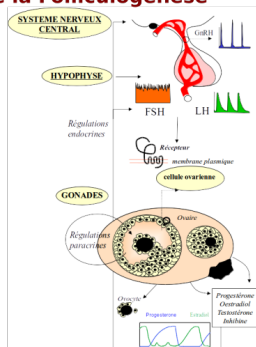 la Folliculogenèse
SYSTEME NERVEUX
CENTRAL
GnRH
HYPOPHYSE
FSH
LH
Régulations
endocrines
Récepteur
membrane plasmique
cellule ovarienne
GONADES
Ovaire
Régulations
paracrines
Ovocyte
Progesterone
Estradiol
Progestérone
Oestradiol
Testostérone
Inhibine